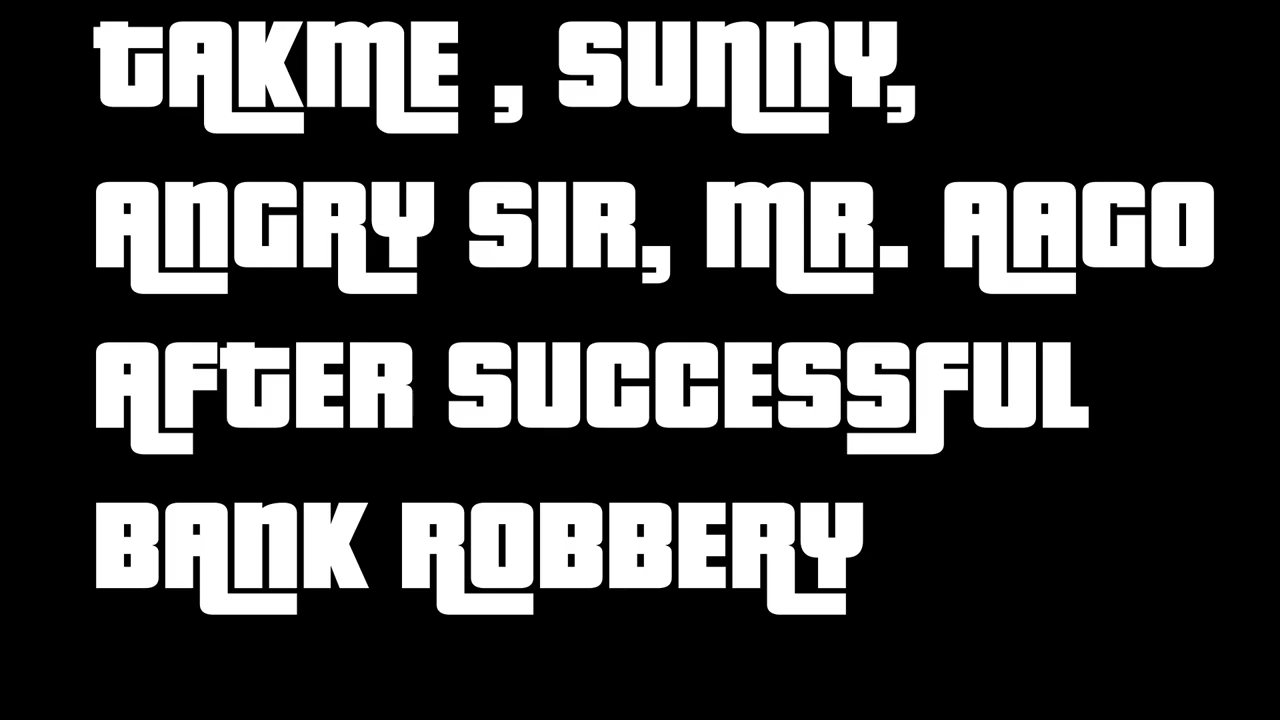 TAKME , SUNNY,
ANGRY SIR, MR. AAGO
AFTER SUCCESSFUL
BANK ROBBERY